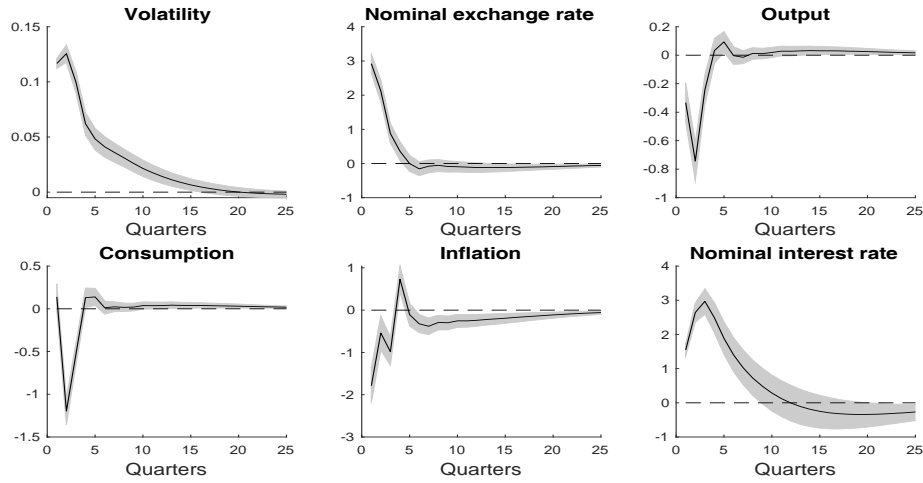 Volatility
0.15
0.1
0.05
0
0 5 10 15 20 25
Quarters
Nominal exchange rate
4
3
2
1
0
-1
0 5 10 15 20 25
Quarters
Output
0.2
0
-0.2
-0.4
-0.6
-0.8
-1
0 5 10 15 20 25
Quarters
Consumption
0.5
0
-0.5
-1
-1.5
0 5 10 15 20 25
Quarters
Inflation
1
0
-1
-2
-3
0 5 10 15 20 25
Quarters
Nominal interest rate
4
3
2
1
0
-1
0 5 10 15 20 25
Quarters